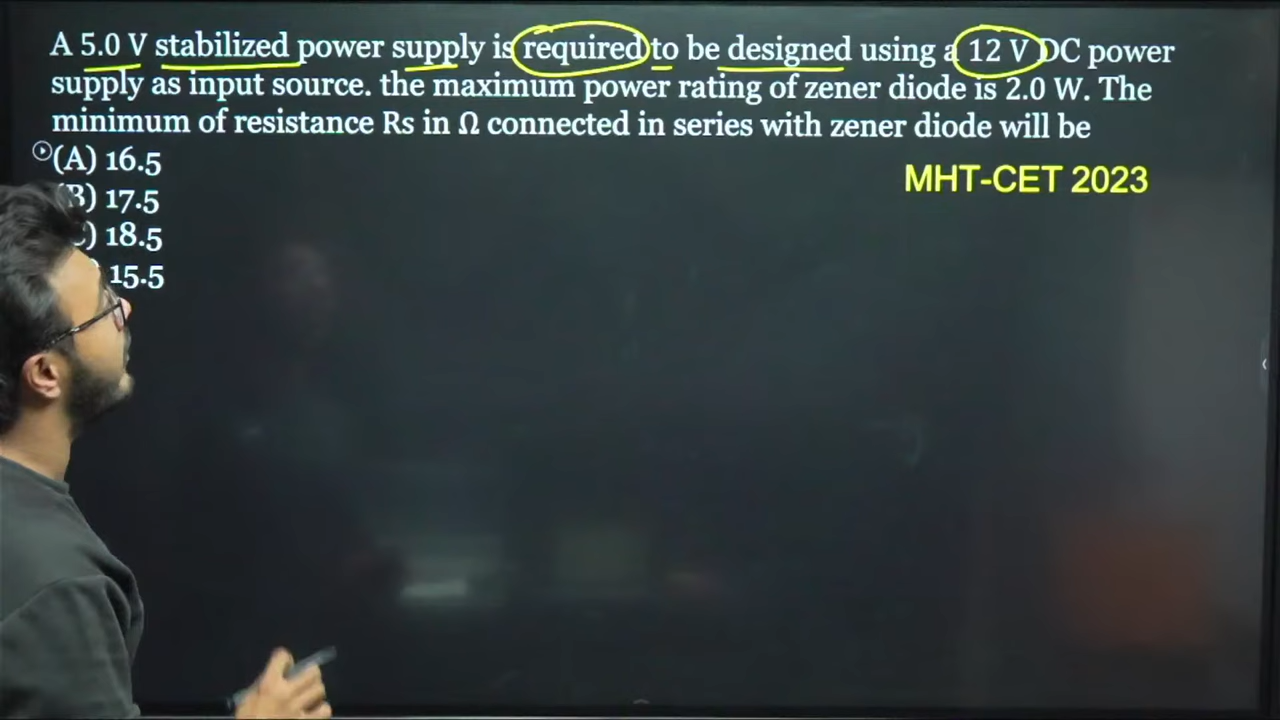 A 5.0 V stabilized power supply is required to be designed using a 12 V DC power
supply as input source. the maximum power rating of zener diode is 2.0 W. The
minimum of resistance Rs in Ω connected in series with zener diode will be
(A) 16.5
MHT-CET 2023
B) 17.5
) 18.5
15.5